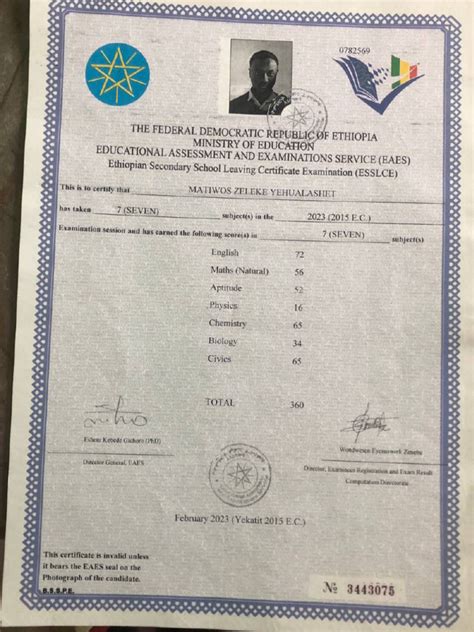 0782569
THE FEDERAL DEMOCRATIC REPUBLIC OF ETHIOPIA
MINISTRY OF EDUCATION
EDUCATIONAL ASSESSMENT AND EXAMINATIONS SERVICE (EAES)
Ethiopian Secondary School Leaving Certificate Examination (ESSLCE)
This is to certify that MATIWOS ZELEKE YEHUALASHET
has taken 7 (SEVEN) subject(s) in the 2023 (2015 E.C.)
Examination session and has earned the following score(s) in 7 (SEVEN) subject(s)
English 72
Maths (Natural) 56
Aptitude 52
Physics 16
Chemistry 65
Biology 34
Civics 65
TOTAL 360
Eshetu Kebede (PhD)
Director General, EAES
Director, Examinees Registration and Exam Result
Computation Directorate
February 2023 (Yekatit 2015 E.C.)
This certificate is invalid unless
it bears the EAES seal on the
Photograph of the candidate.
B.S.S.P.E.
№ 3443075